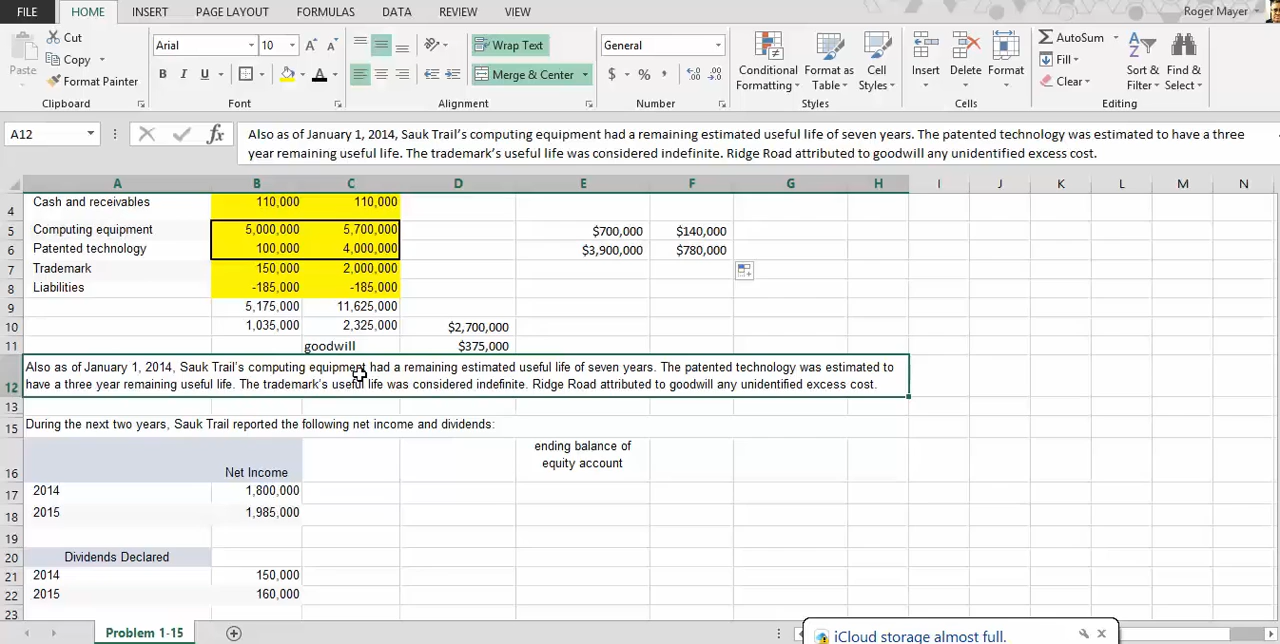 FILE HOME INSERT PAGE LAYOUT FORMULAS DATA REVIEW VIEW Roger Mayer
Paste
Cut
Copy
Format Painter
Clipboard
Arial 10 A A
B I U A
Font
Wrap Text
Merge & Center
Alignment
General
$ % ,
Number
Conditional Formatting
Format as Table
Cell Styles
Styles
Insert Delete Format
Cells
AutoSum
Fill
Clear
Sort & Filter
Find & Select
Editing
A12 fx Also as of January 1, 2014, Sauk Trail's computing equipment had a remaining estimated useful life of seven years. The patented technology was estimated to have a three
year remaining useful life. The trademark's useful life was considered indefinite. Ridge Road attributed to goodwill any unidentified excess cost.
A B C D E F G H I J K L M N
4 Cash and receivables 110,000 110,000
5 Computing equipment 5,000,000 5,700,000 $700,000 $140,000
6 Patented technology 100,000 4,000,000 $3,900,000 $780,000
7 Trademark 150,000 2,000,000
8 Liabilities -185,000 -185,000
9 5,175,000 11,625,000
10 1,035,000 2,325,000 $2,700,000
11 goodwill $375,000
12 Also as of January 1, 2014, Sauk Trail's computing equipment had a remaining estimated useful life of seven years. The patented technology was estimated to
have a three year remaining useful life. The trademark's useful life was considered indefinite. Ridge Road attributed to goodwill any unidentified excess cost.
13
15 During the next two years, Sauk Trail reported the following net income and dividends:
ending balance of
equity account
16 Net Income
17 2014 1,800,000
18 2015 1,985,000
19
20 Dividends Declared
21 2014 150,000
22 2015 160,000
23
Problem 1-15
iCloud storage almost full.